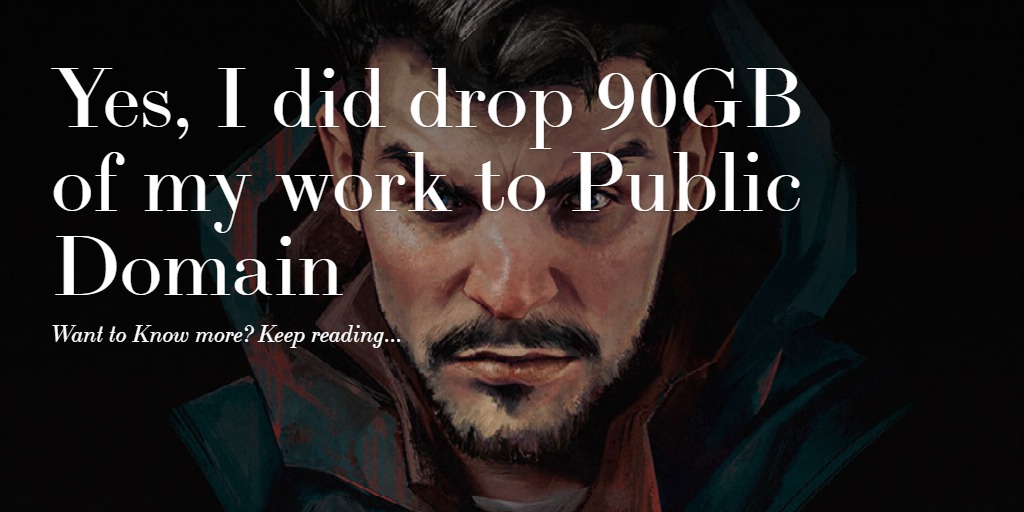 Yes, I did drop 90GB
of my work to Public
Domain
Want to Know more? Keep reading...